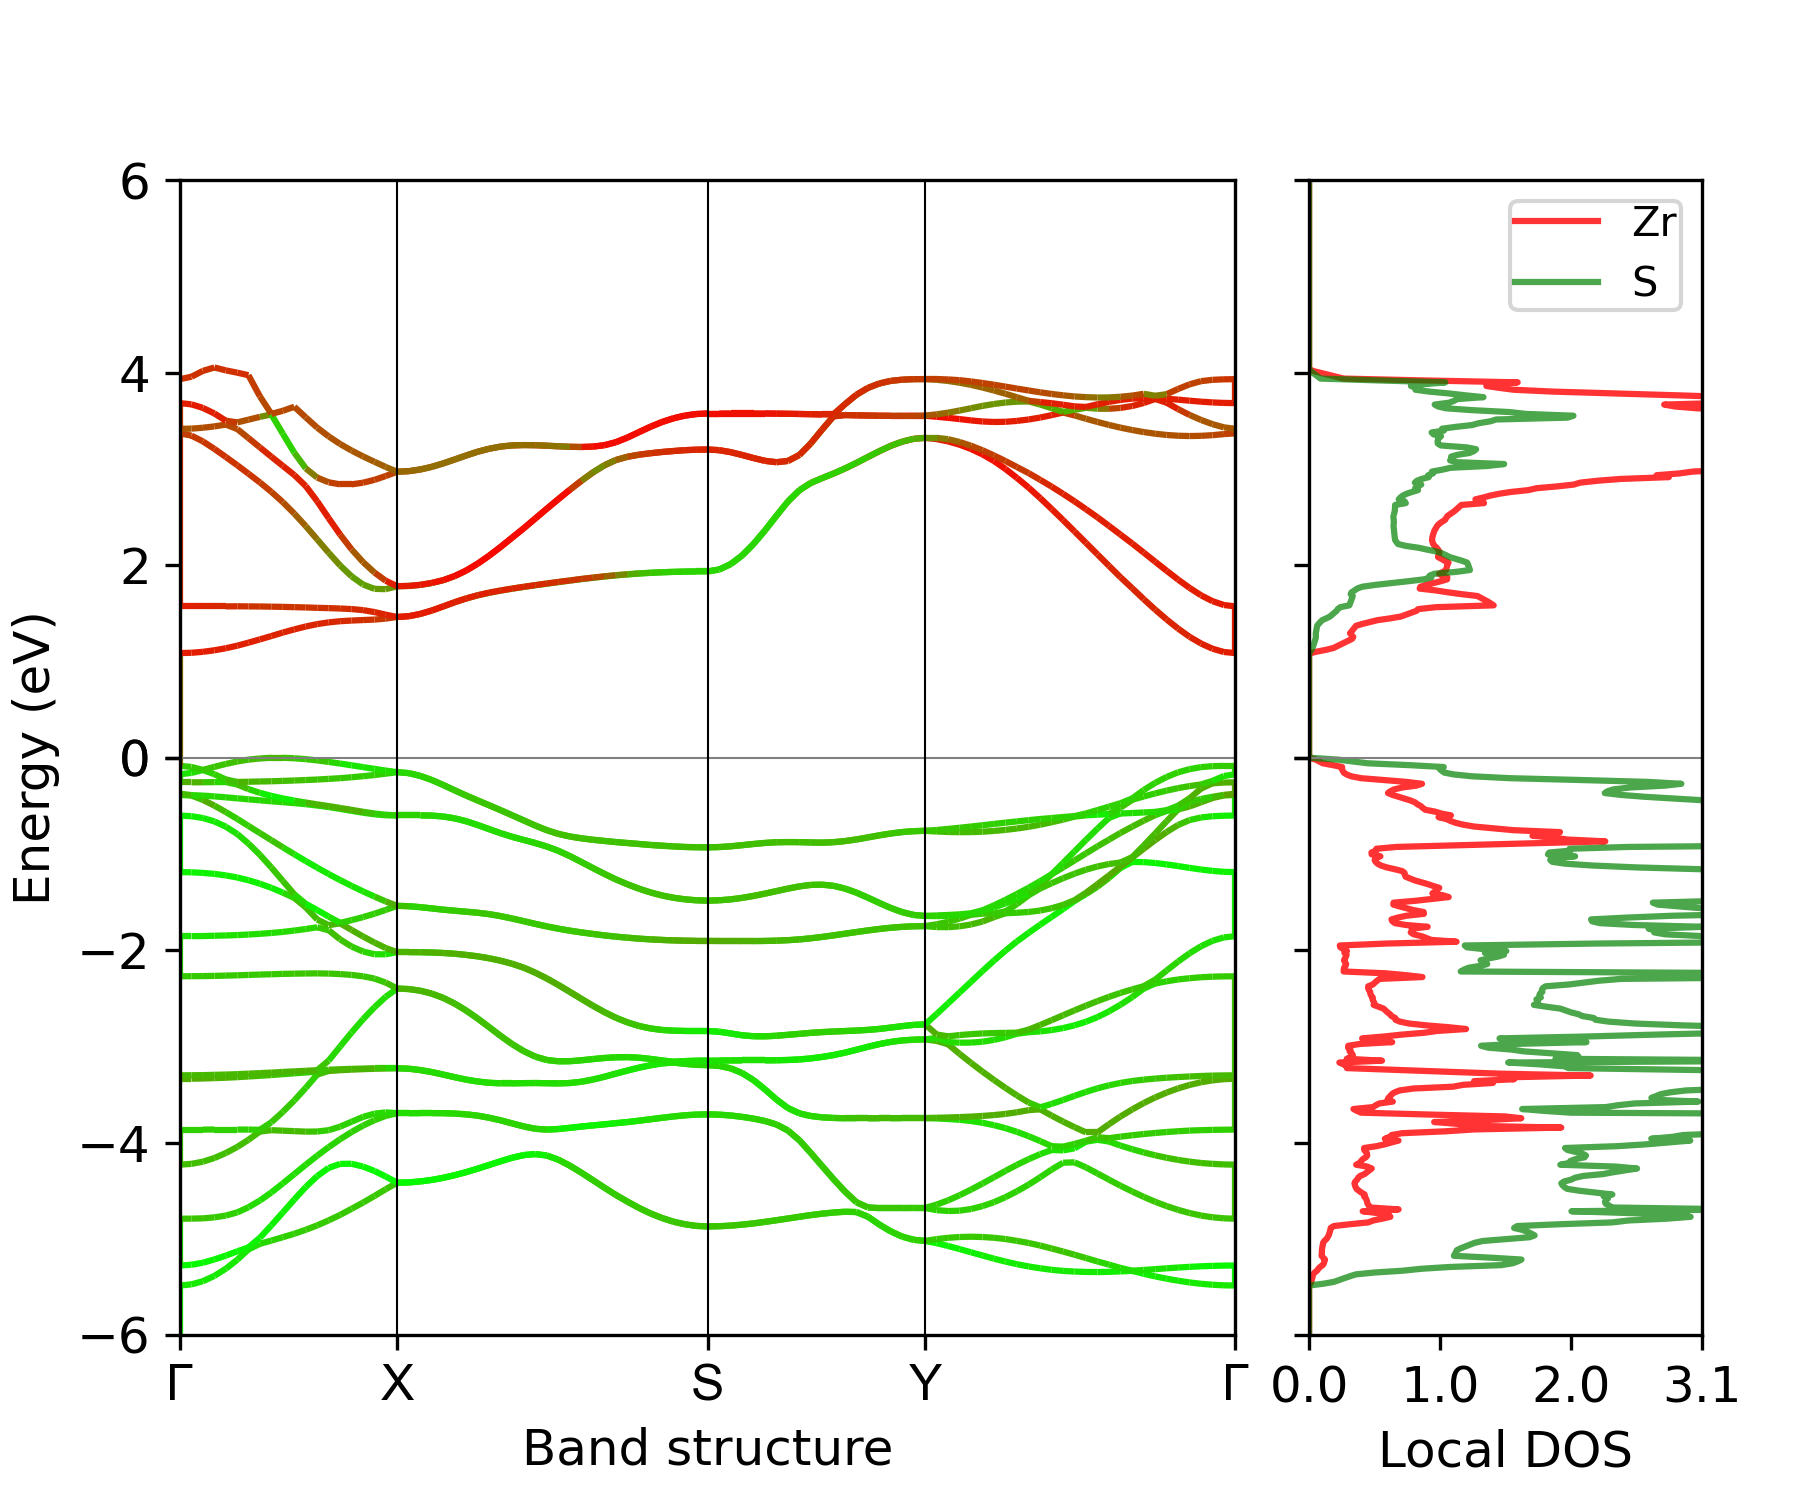 6
4
2
0
−2
−4
−6
Energy (eV)
Γ X S Y Γ
Band structure
Zr
S
0.0 1.0 2.0 3.1
Local DOS